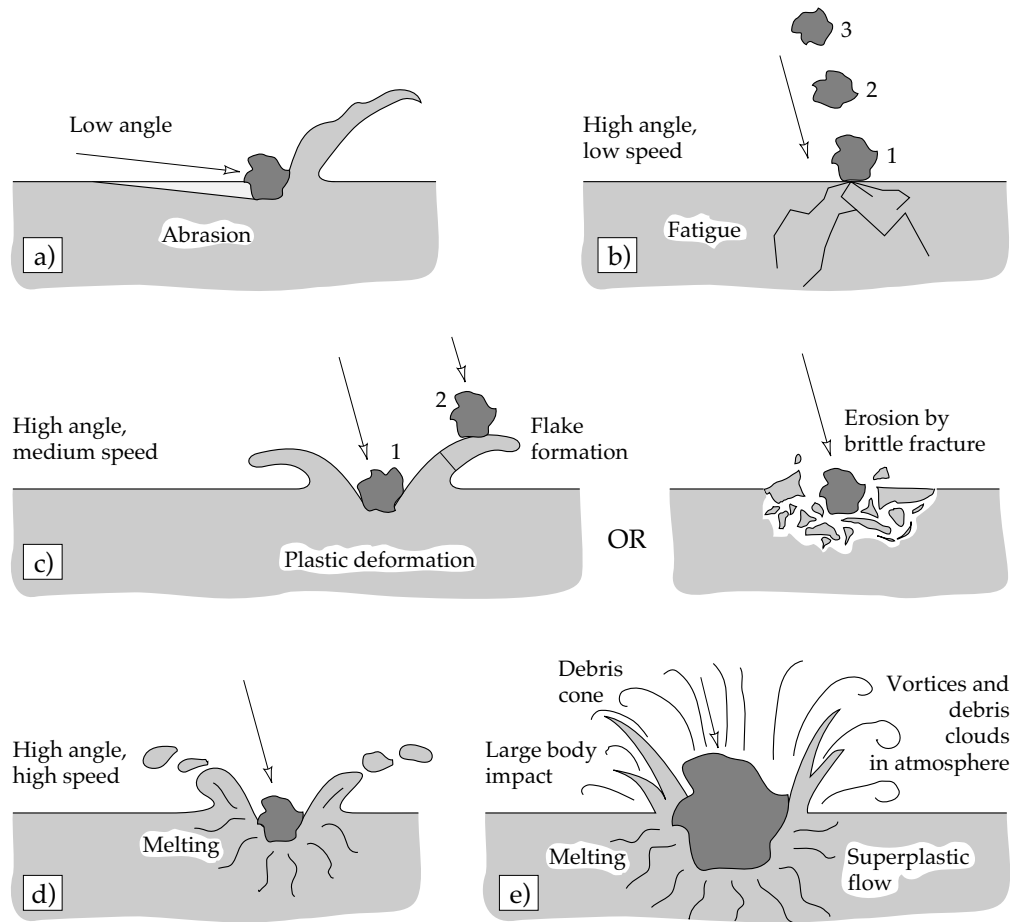 Low angle
Abrasion
a)
3
2
High angle,
low speed
1
Fatigue
b)
High angle,
medium speed
1
2
Flake
formation
Plastic deformation
c)
OR
Erosion by
brittle fracture
High angle,
high speed
Melting
d)
Debris
cone
Large body
impact
Vortices and
debris
clouds
in atmosphere
Melting
Superplastic
flow
e)